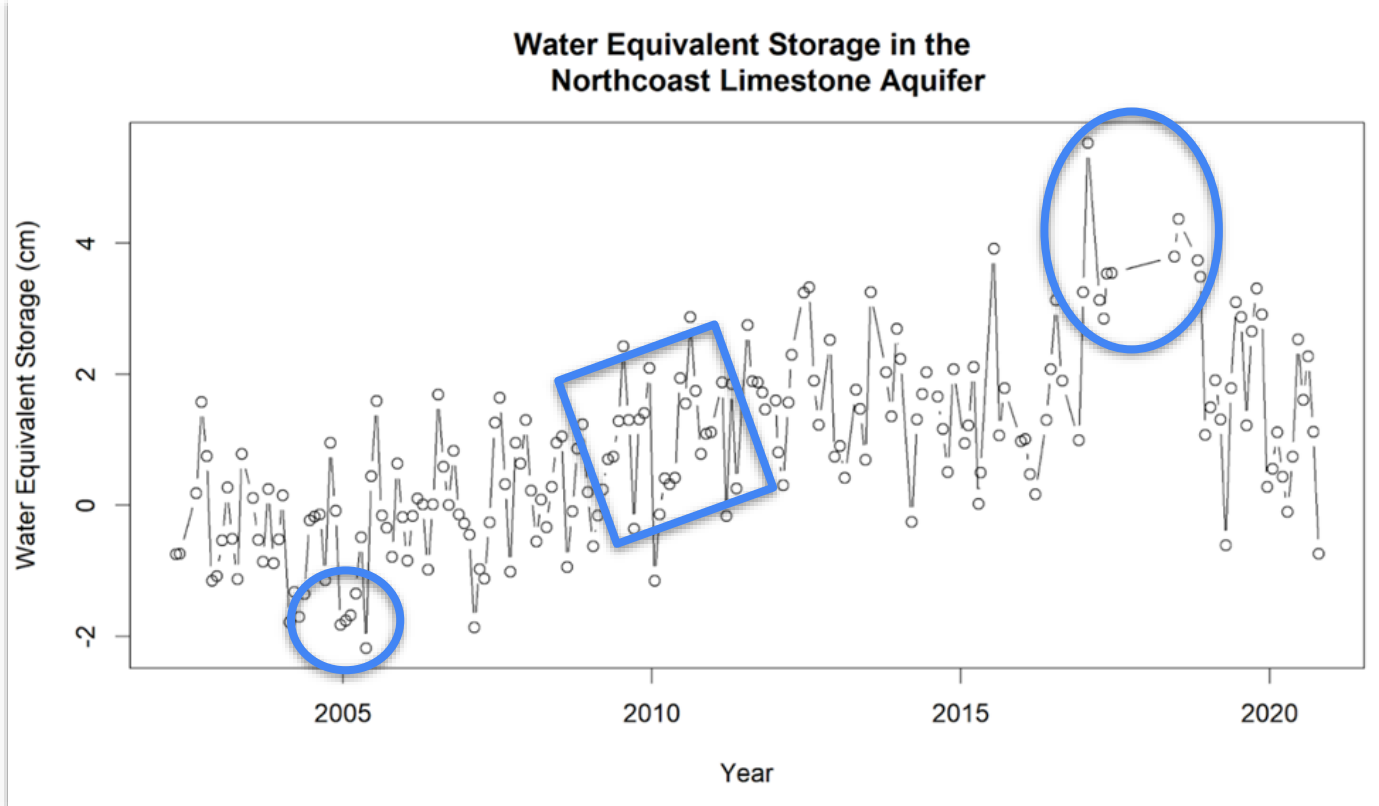 Water Equivalent Storage in the
Northcoast Limestone Aquifer
Water Equivalent Storage (cm)
4
2
0
-2
2005 2010 2015 2020
Year